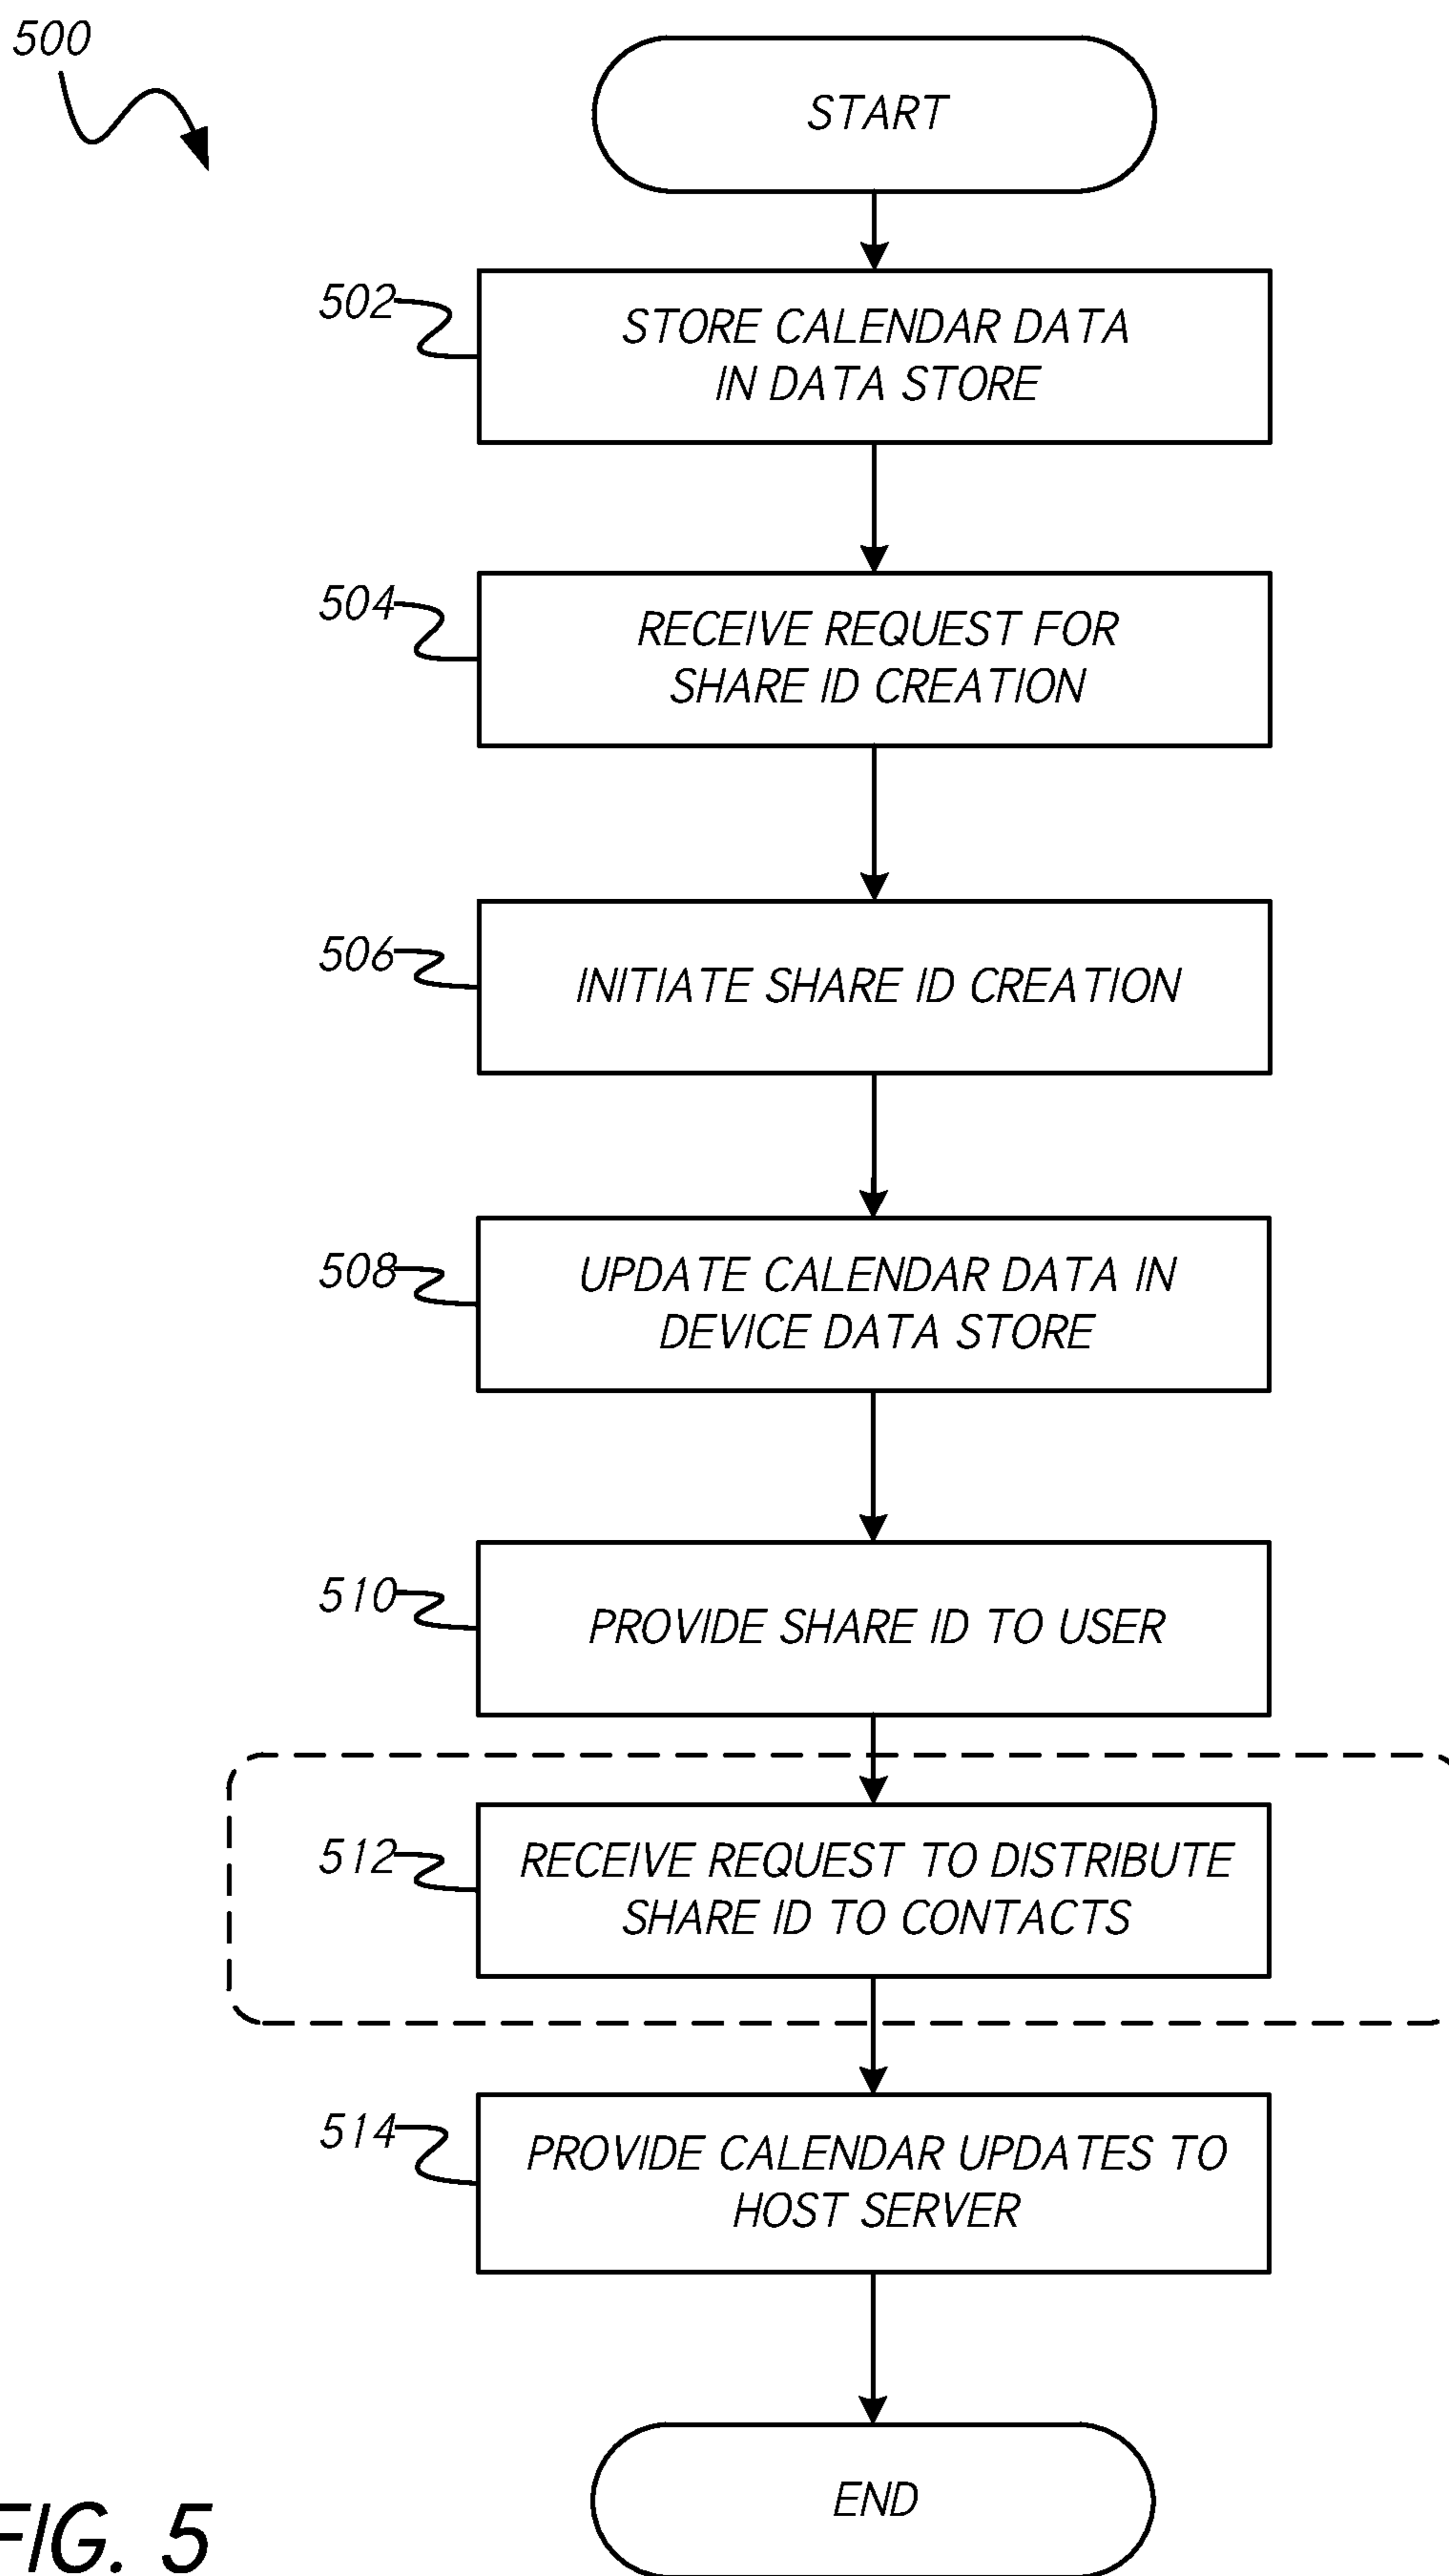 500
START
502
STORE CALENDAR DATA
IN DATA STORE
504
RECEIVE REQUEST FOR
SHARE ID CREATION
506
INITIATE SHARE ID CREATION
508
UPDATE CALENDAR DATA IN
DEVICE DATA STORE
510
PROVIDE SHARE ID TO USER
512
RECEIVE REQUEST TO DISTRIBUTE
SHARE ID TO CONTACTS
514
PROVIDE CALENDAR UPDATES TO
HOST SERVER
END
FIG. 5